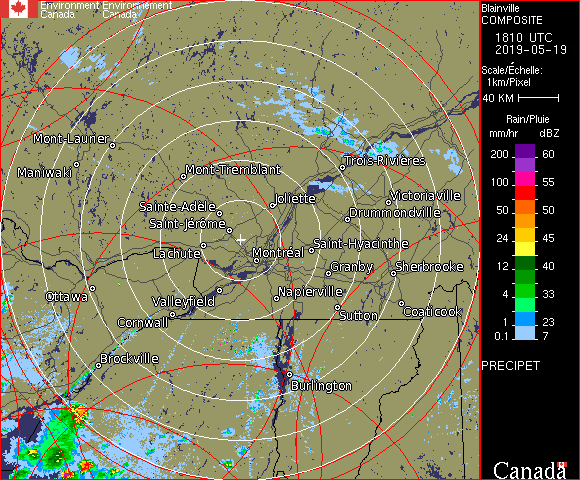 Environment Environnement
Canada Canada
Blainville
COMPOSITE
1810 UTC
2019-05-19
Scale/Échelle:
1km/Pixel
40 KM
Rain/Pluie
mm/hr dBZ
200 60
100 55
50 50
24 45
12 40
4 33
1 23
0.1 7
PRECIPET
Canada
Mont-Laurier
Maniwaki
Mont-Tremblant
Trois-Rivières
Sainte-Adèle
Joliette
Victoriaville
Saint-Jérôme
Drummondville
Lachute
Montréal
Saint-Hyacinthe
Granby
Sherbrooke
Ottawa
Valleyfield
Napierville
Cornwall
Sutton
Coaticook
Brockville
Burlington